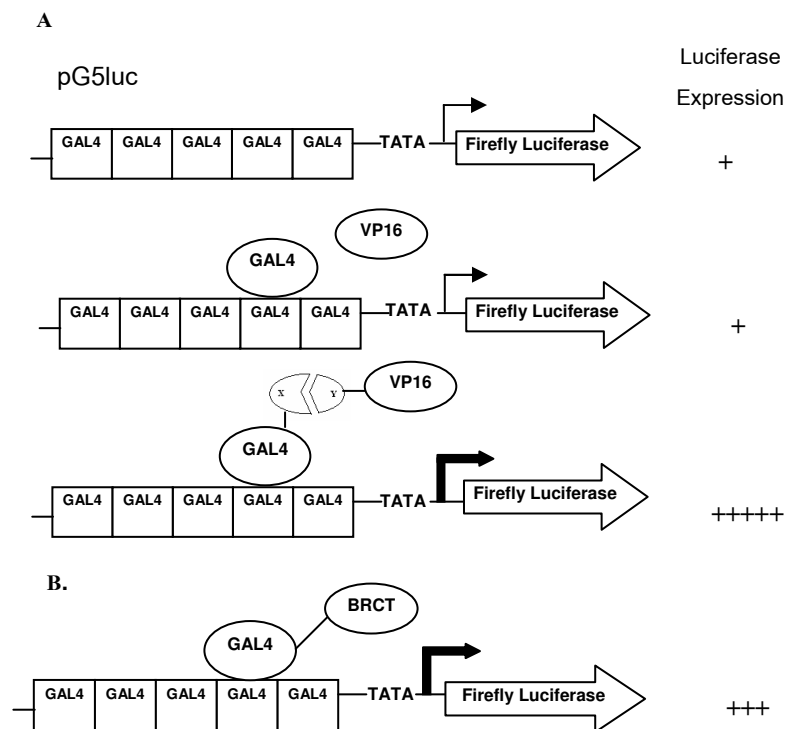 A
Luciferase
Expression
pG5luc
GAL4 GAL4 GAL4 GAL4 GAL4 TATA Firefly Luciferase
+
VP16
GAL4
GAL4 GAL4 GAL4 GAL4 GAL4 TATA Firefly Luciferase
+
X Y VP16
GAL4
GAL4 GAL4 GAL4 GAL4 GAL4 TATA Firefly Luciferase
+++++
B.
BRCT
GAL4
GAL4 GAL4 GAL4 GAL4 GAL4 TATA Firefly Luciferase
+++